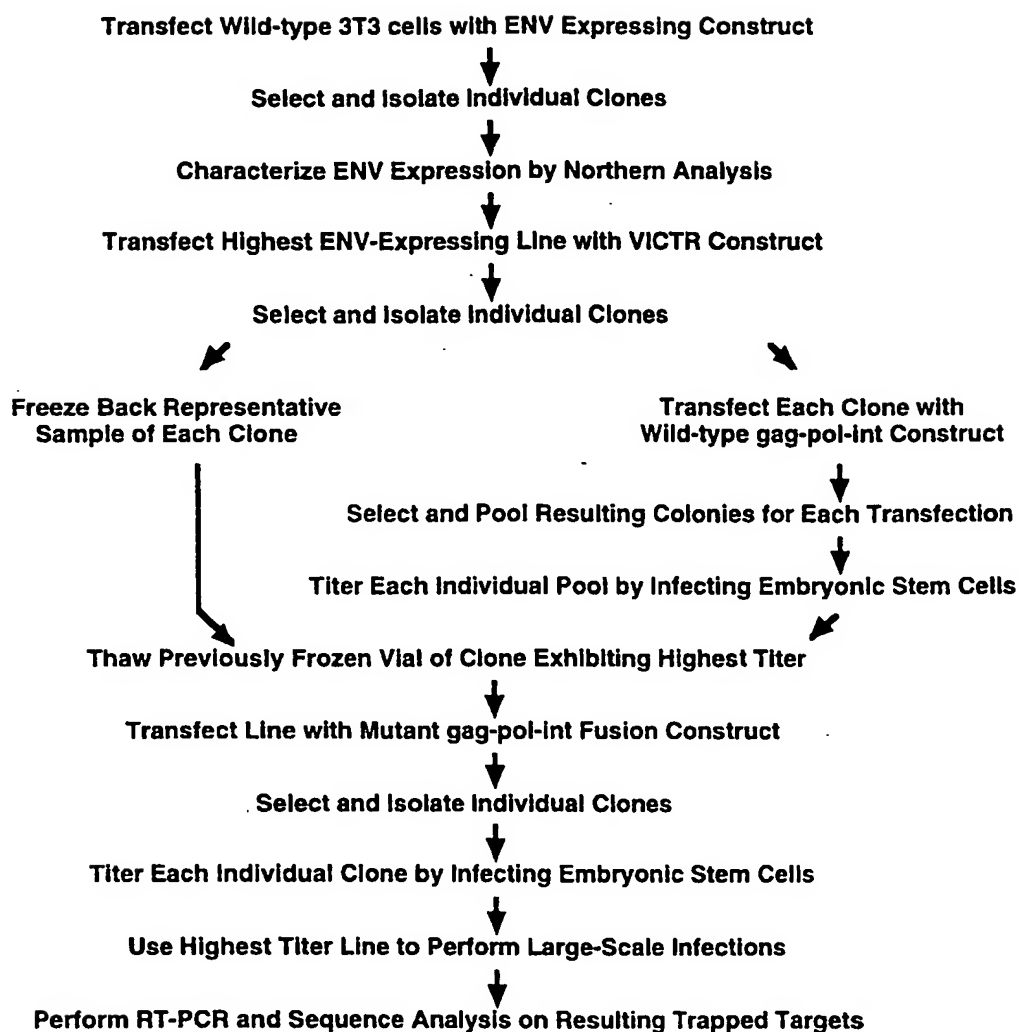 Transfect Wild-type 3T3 cells with ENV Expressing Construct
Select and Isolate Individual Clones
Characterize ENV Expression by Northern Analysis
Transfect Highest ENV-Expressing Line with VICTR Construct
Select and Isolate Individual Clones
Freeze Back Representative
Sample of Each Clone
Transfect Each Clone with
Wild-type gag-pol-int Construct
Select and Pool Resulting Colonies for Each Transfection
Titer Each Individual Pool by Infecting Embryonic Stem Cells
Thaw Previously Frozen Vial of Clone Exhibiting Highest Titer
Transfect Line with Mutant gag-pol-int Fusion Construct
Select and Isolate Individual Clones
Titer Each Individual Clone by Infecting Embryonic Stem Cells
Use Highest Titer Line to Perform Large-Scale Infections
Perform RT-PCR and Sequence Analysis on Resulting Trapped Targets